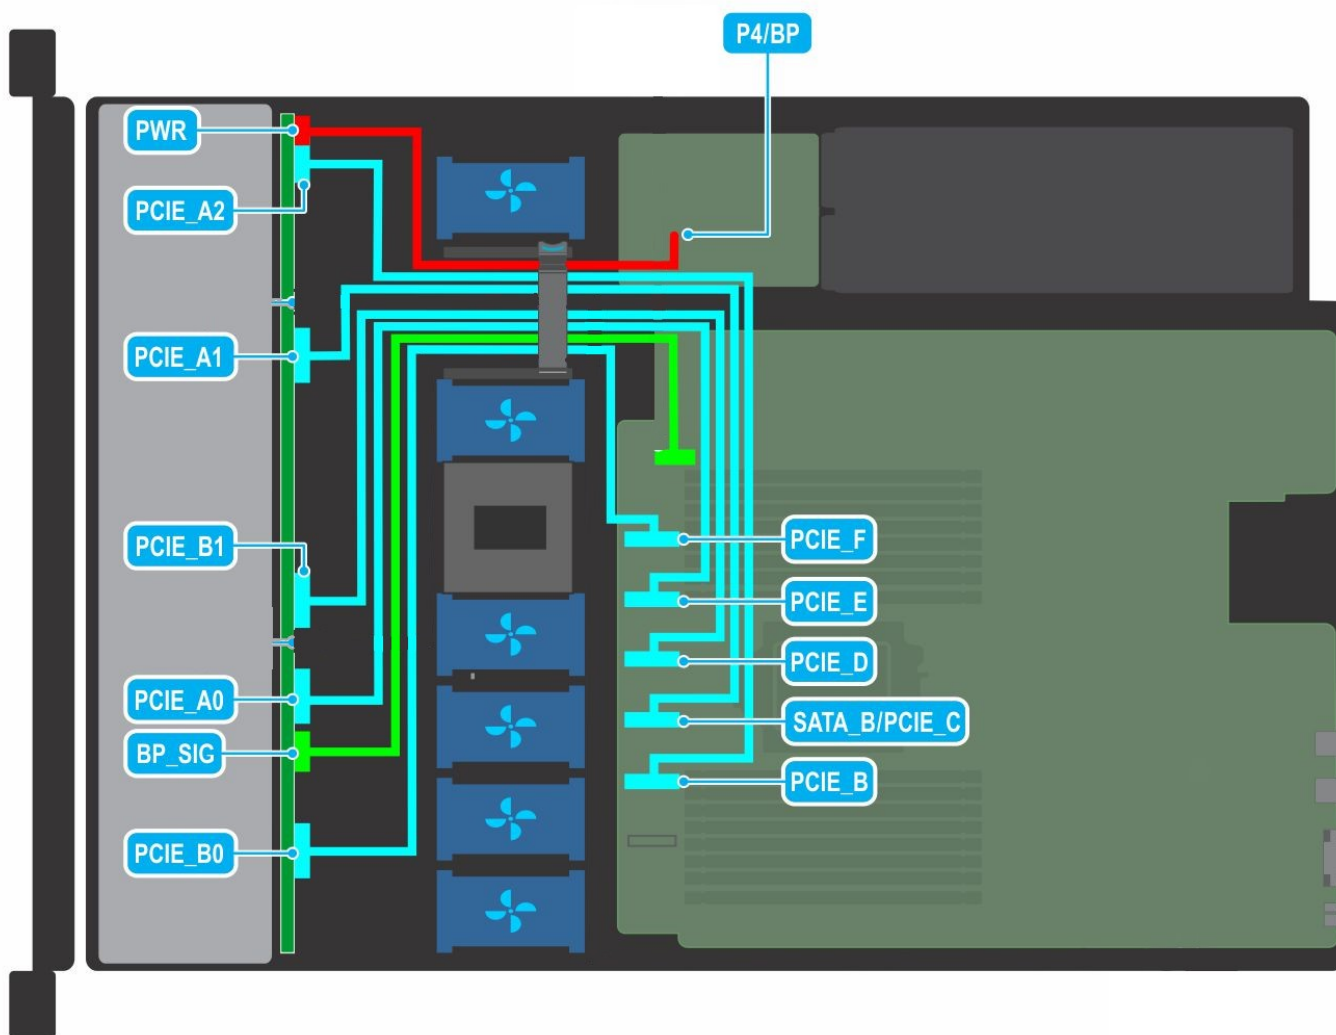 P4/BP
PWR
PCIE_A2
PCIE_A1
PCIE_B1
PCIE_A0
BP_SIG
PCIE_B0
PCIE_F
PCIE_E
PCIE_D
SATA_B/PCIE_C
PCIE_B